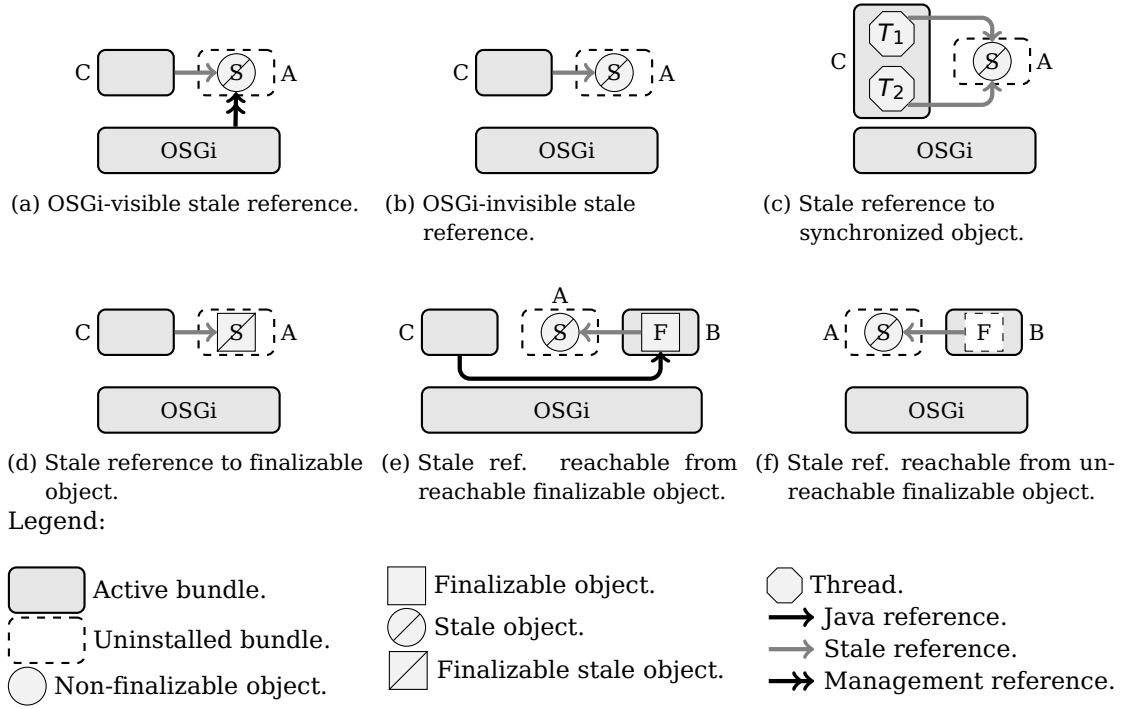 C
S
A
OSGi
(a) OSGi-visible stale reference.
C
S
A
OSGi
(b) OSGi-invisible stale
reference.
T1
C
S
A
T2
OSGi
(c) Stale reference to
synchronized object.
C
S
A
OSGi
(d) Stale reference to finalizable
object.
A
C
S
F
B
OSGi
(e) Stale ref. reachable from
reachable finalizable object.
A
S
F
B
OSGi
(f) Stale ref. reachable from un-
reachable finalizable object.
Legend:
Active bundle.
Uninstalled bundle.
Non-finalizable object.
Finalizable object.
Stale object.
Finalizable stale object.
Thread.
Java reference.
Stale reference.
Management reference.